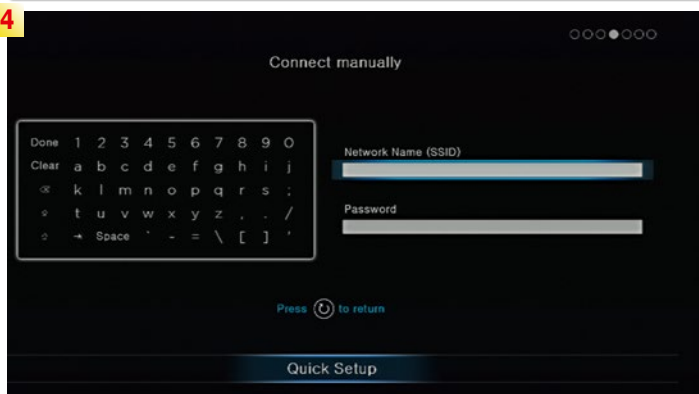 4
Connect manually
Done 1 2 3 4 5 6 7 8 9 0
Clear a b c d e f g h i j
k l m n o p q r s :
t u v w x y z , . /
Space ` - = \ [ ] '
Network Name (SSID)
Password
Press to return
Quick Setup